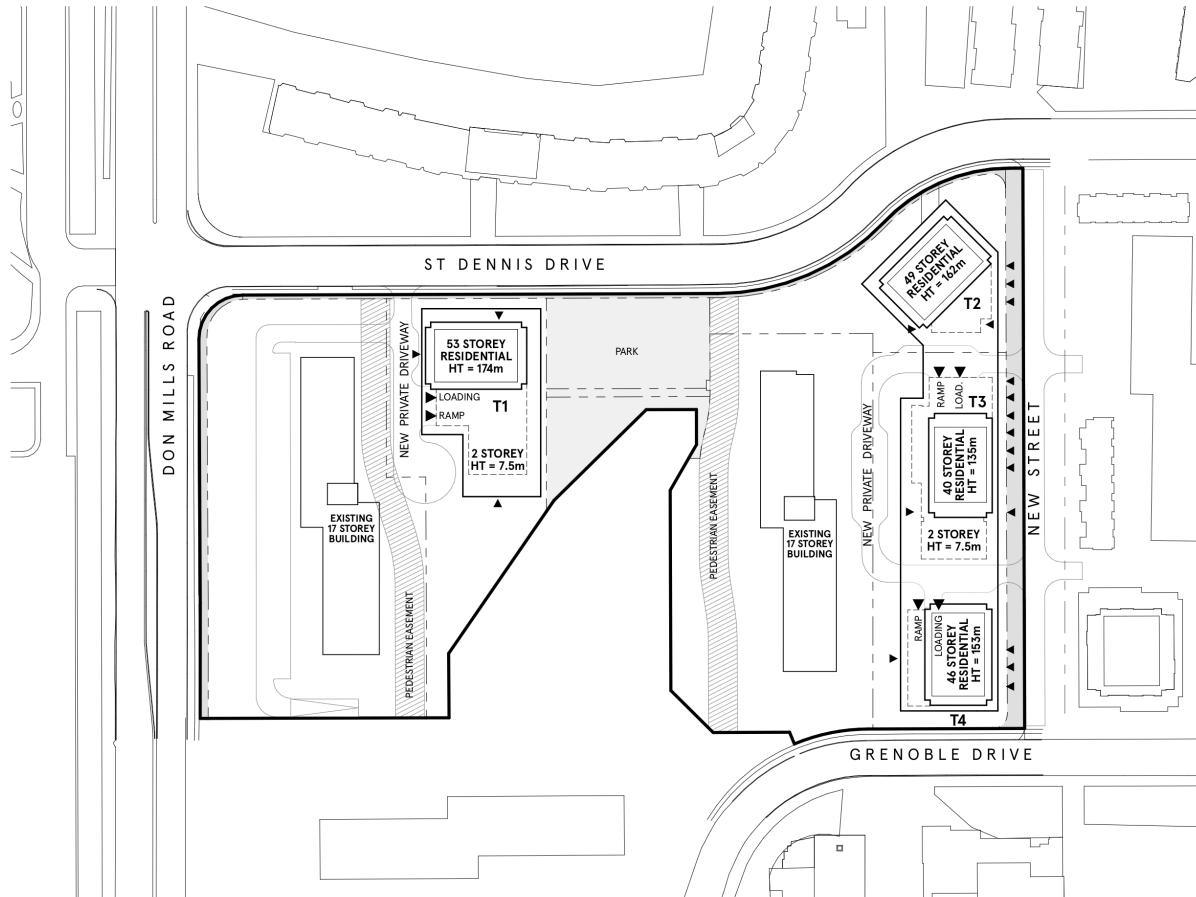 ST DENNIS DRIVE
DON MILLS ROAD
NEW PRIVATE DRIVEWAY
53 STOREY
RESIDENTIAL
HT = 174m
LOADING
RAMP
T1
2 STOREY
HT = 7.5m
PARK
EXISTING
17 STOREY
BUILDING
PEDESTRIAN EASEMENT
PEDESTRIAN EASEMENT
EXISTING
17 STOREY
BUILDING
NEW PRIVATE DRIVEWAY
49 STOREY
RESIDENTIAL
HT = 162m
T2
RAMP
LOAD.
T3
40 STOREY
RESIDENTIAL
HT = 135m
2 STOREY
HT = 7.5m
NEW STREET
RAMP
LOADING
46 STOREY
RESIDENTIAL
HT = 153m
T4
GRENOBLE DRIVE